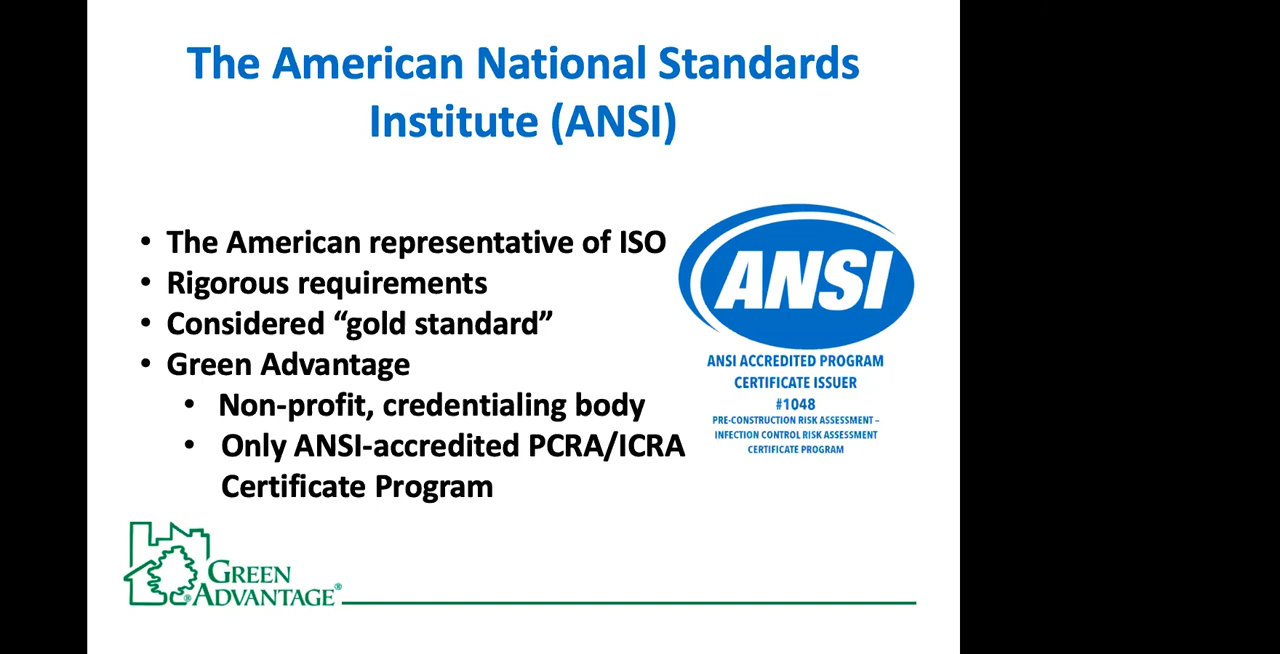 The American National Standards
Institute (ANSI)
• The American representative of ISO
• Rigorous requirements
• Considered “gold standard”
• Green Advantage
• Non-profit, credentialing body
• Only ANSI-accredited PCRA/ICRA
Certificate Program
ANSI
ANSI ACCREDITED PROGRAM
CERTIFICATE ISSUER
#1048
PRE-CONSTRUCTION RISK ASSESSMENT –
INFECTION CONTROL RISK ASSESSMENT
CERTIFICATE PROGRAM
GREEN
ADVANTAGE®